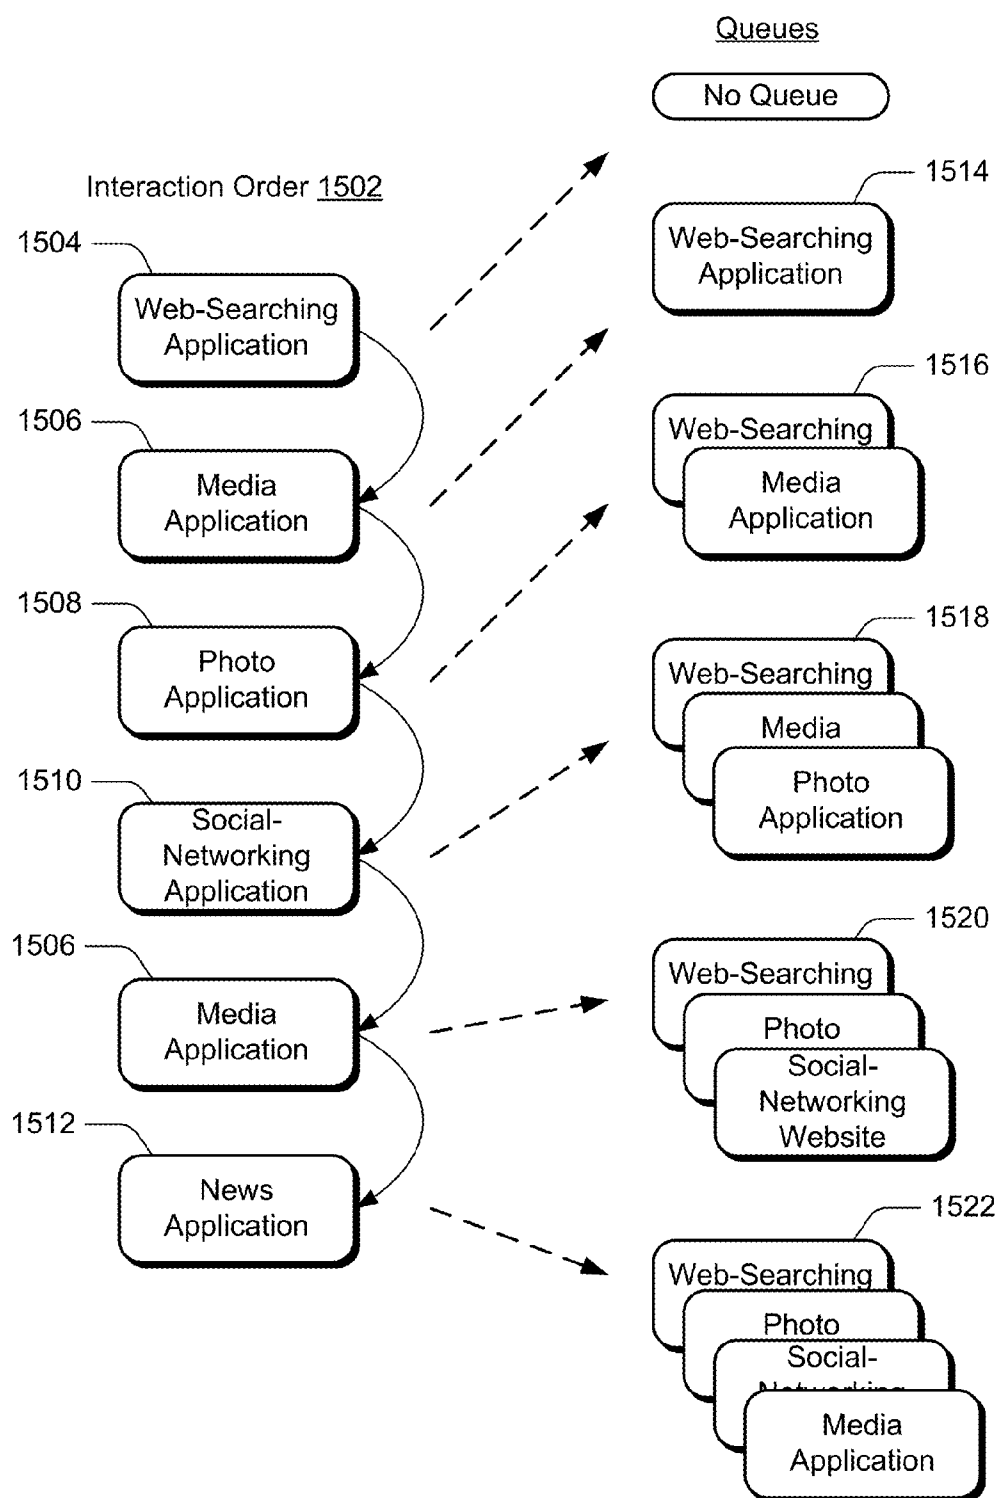 Queues
No Queue
Interaction Order 1502
1504
Web-Searching
Application
1506
Media
Application
1508
Photo
Application
1510
Social-
Networking
Application
1506
Media
Application
1512
News
Application
1514
Web-Searching
Application
1516
Web-Searching
Media
Application
1518
Web-Searching
Media
Photo
Application
1520
Web-Searching
Photo
Social-
Networking
Website
1522
Web-Searching
Photo
Social-
Networking
Media
Application